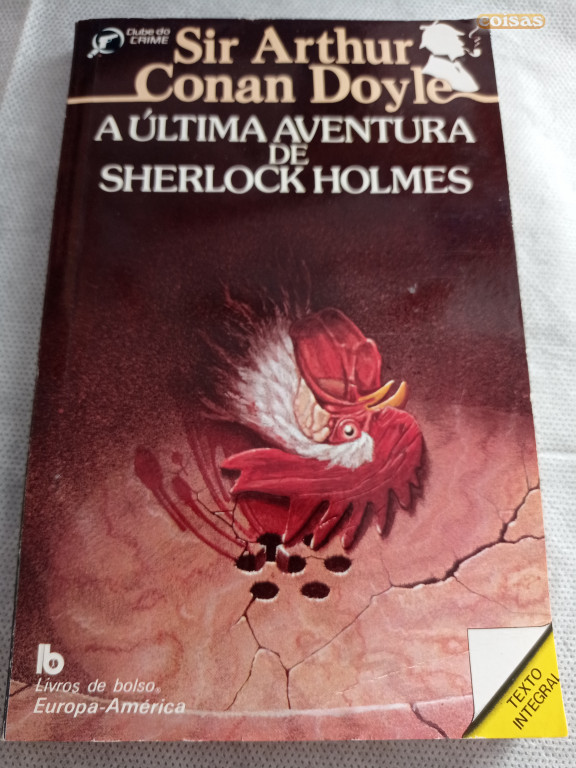 coisas
Clube do
CRIME
Sir Arthur
Conan Doyle
A ÚLTIMA AVENTURA
DE
SHERLOCK HOLMES
lb
Livros de bolso
Europa-América
TEXTO
INTEGRAL